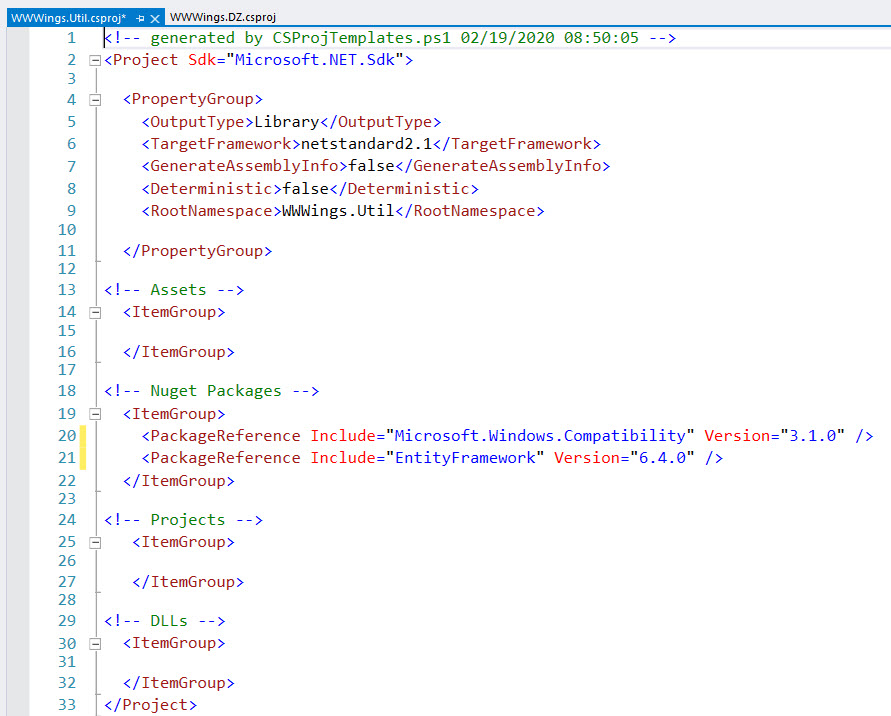 WWWings.Util.csproj* WWWings.DZ.csproj
1 <!-- generated by CSProjTemplates.ps1 02/19/2020 08:50:05 -->
2 <Project Sdk="Microsoft.NET.Sdk">
3
4 <PropertyGroup>
5 <OutputType>Library</OutputType>
6 <TargetFramework>netstandard2.1</TargetFramework>
7 <GenerateAssemblyInfo>false</GenerateAssemblyInfo>
8 <Deterministic>false</Deterministic>
9 <RootNamespace>WWWings.Util</RootNamespace>
10
11 </PropertyGroup>
12
13 <!-- Assets -->
14 <ItemGroup>
15
16 </ItemGroup>
17
18 <!-- Nuget Packages -->
19 <ItemGroup>
20 <PackageReference Include="Microsoft.Windows.Compatibility" Version="3.1.0" />
21 <PackageReference Include="EntityFramework" Version="6.4.0" />
22 </ItemGroup>
23
24 <!-- Projects -->
25 <ItemGroup>
26
27 </ItemGroup>
28
29 <!-- DLLs -->
30 <ItemGroup>
31
32 </ItemGroup>
33 </Project>